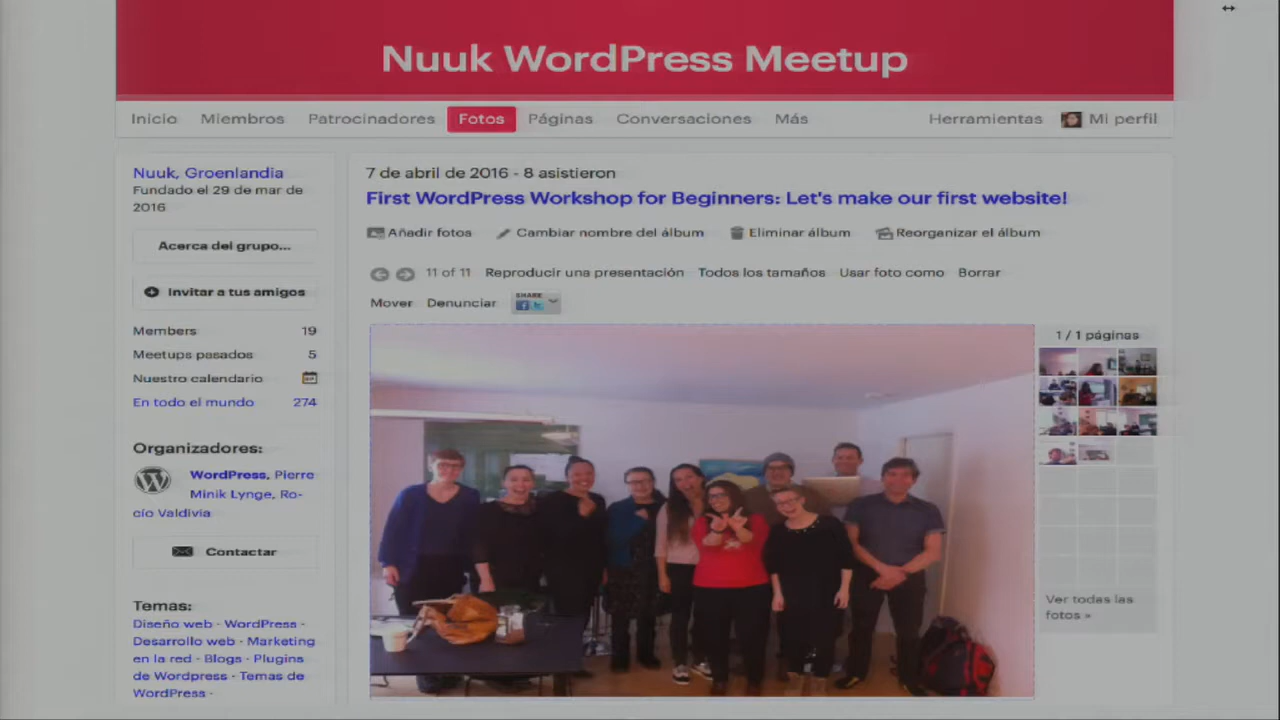 Nuuk WordPress Meetup
Inicio Miembros Patrocinadores Fotos Páginas Conversaciones Más Herramientas Mi perfil
Nuuk, Groenlandia
Fundado el 29 de mar de
2016
Acerca del grupo...
Invitar a tus amigos
Members 19
Meetups pasados 5
Nuestro calendario
En todo el mundo 274
Organizadores:
WordPress, Pierre
Minik Lynge, Ro-
cío Valdivia
Contactar
Temas:
Diseño web - WordPress -
Desarrollo web - Marketing
en la red - Blogs - Plugins
de Wordpress - Temas de
WordPress -
7 de abril de 2016 - 8 asistieron
First WordPress Workshop for Beginners: Let's make our first website!
Añadir fotos Cambiar nombre del álbum Eliminar álbum Reorganizar el álbum
11 of 11 Reproducir una presentación Todos los tamaños Usar foto como Borrar
Mover Denunciar SHARE
1 / 1 páginas
Ver todas las
fotos »